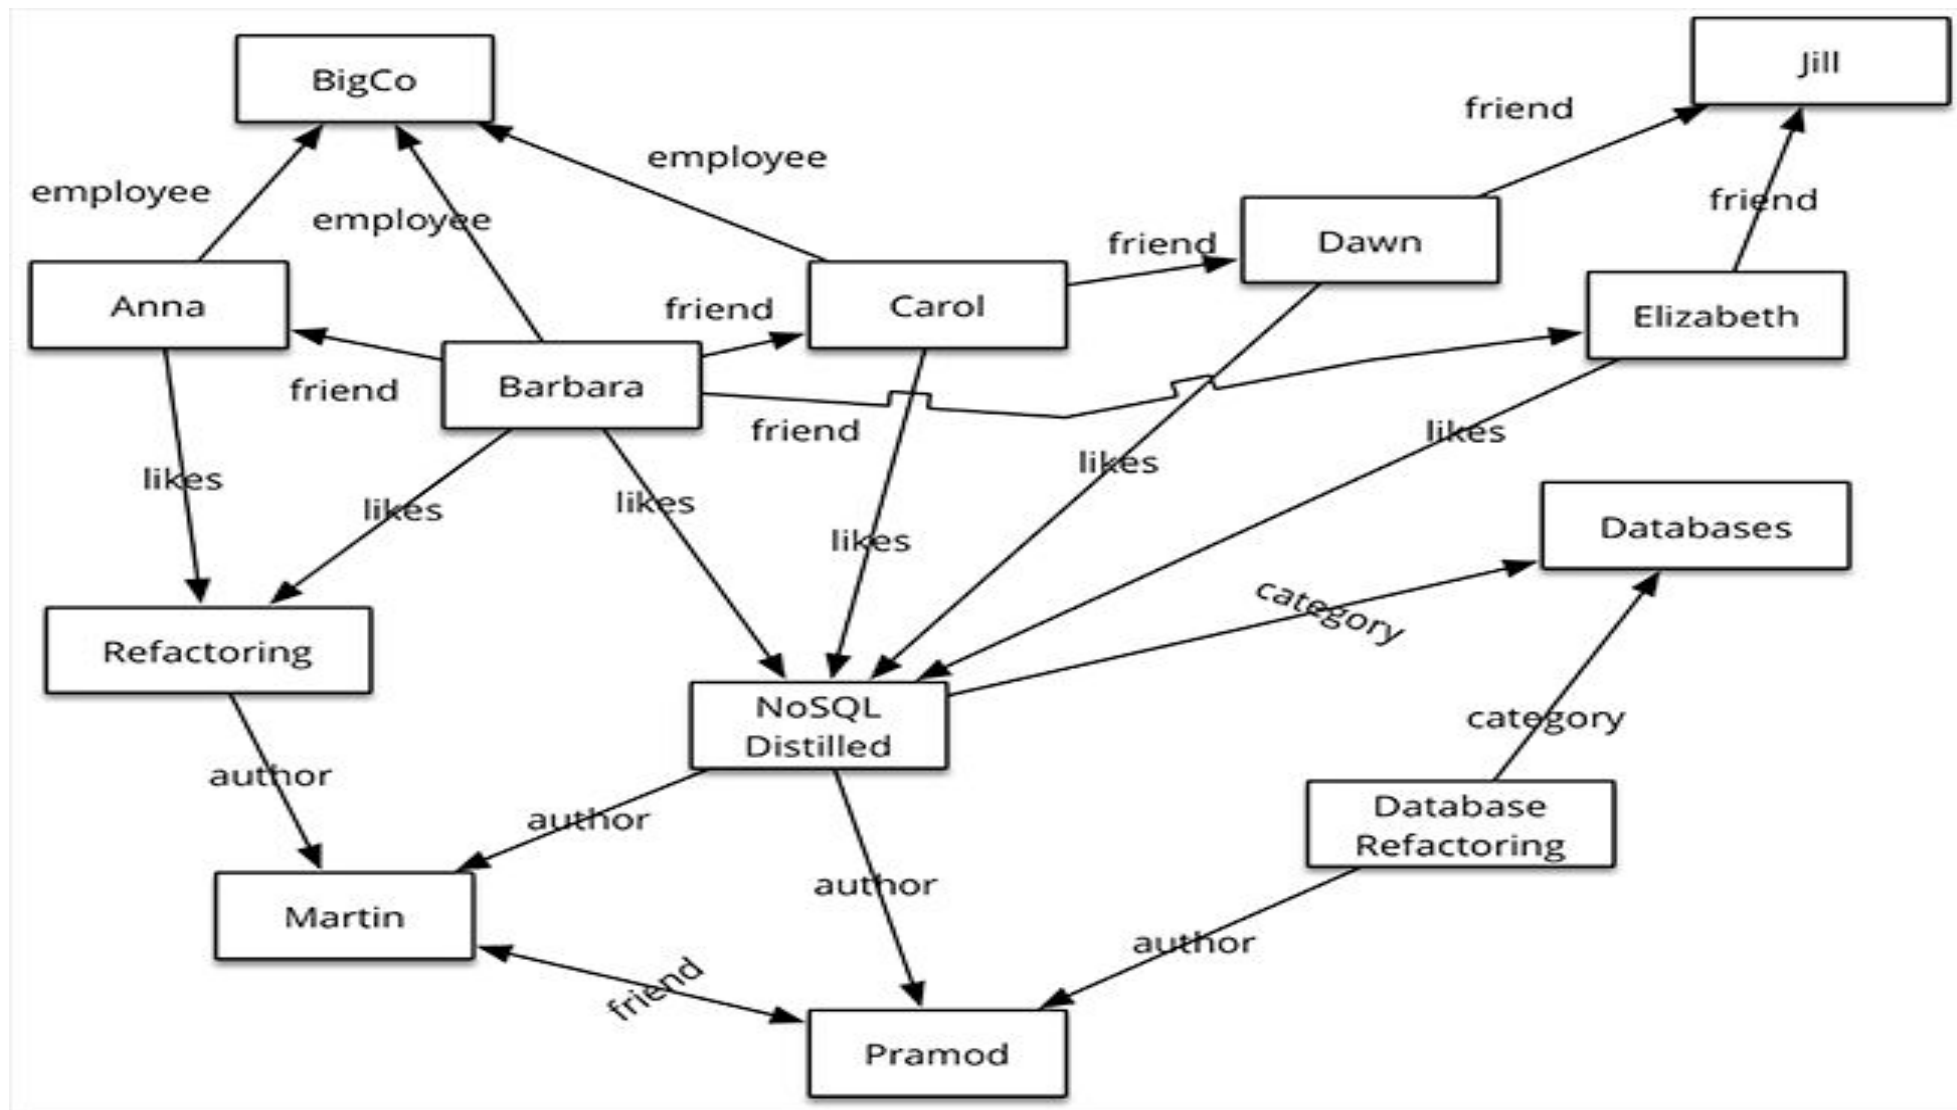 BigCo
Jill
friend
employee
employee
friend
employee
friend
Dawn
Anna
friend
Carol
Elizabeth
friend
Barbara
friend
likes
likes
likes
likes
likes
likes
Databases
category
Refactoring
NoSQL
Distilled
category
author
author
Database
Refactoring
author
Martin
author
friend
Pramod